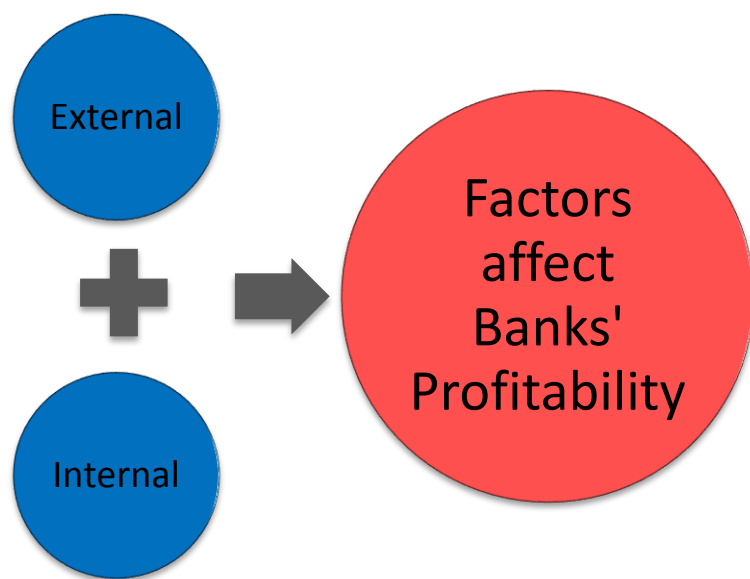 External
Internal
Factors
affect
Banks'
Profitability